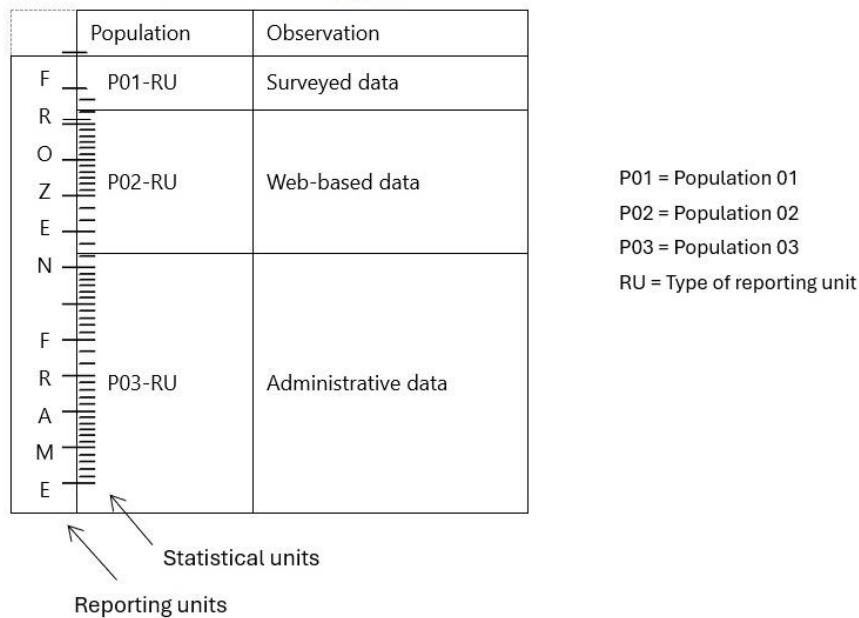 Population Observation
P01-RU Surveyed data
P02-RU Web-based data
P03-RU Administrative data
F
R
O
Z
E
N
F
R
A
M
E
Statistical units
Reporting units
P01 = Population 01
P02 = Population 02
P03 = Population 03
RU = Type of reporting unit